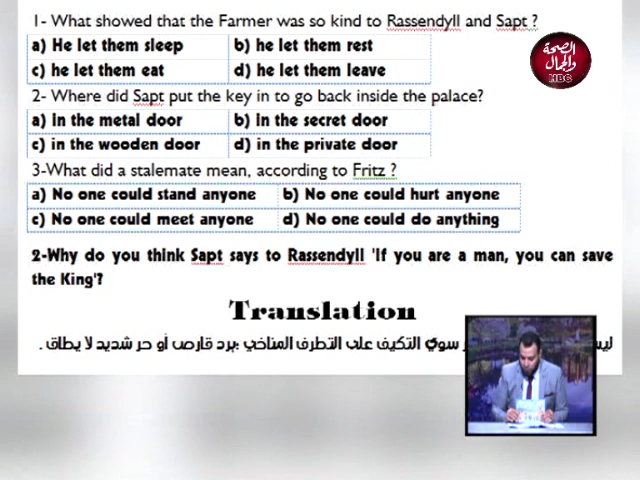 1- What showed that the Farmer was so kind to Rassendyll and Sapt ?
a) He let them sleep b) he let them rest
c) he let them eat d) he let them leave
2- Where did Sapt put the key in to go back inside the palace?
a) in the metal door b) in the secret door
c) in the wooden door d) in the private door
3-What did a stalemate mean, according to Fritz ?
a) No one could stand anyone b) No one could hurt anyone
c) No one could meet anyone d) No one could do anything
2-Why do you think Sapt says to Rassendyll 'If you are a man, you can save
the King'?
Translation
سوي التكيف على التطرف المناخي :برد قارص أو حر شديد لا يطاق .
الصحة
والجمال
MBC